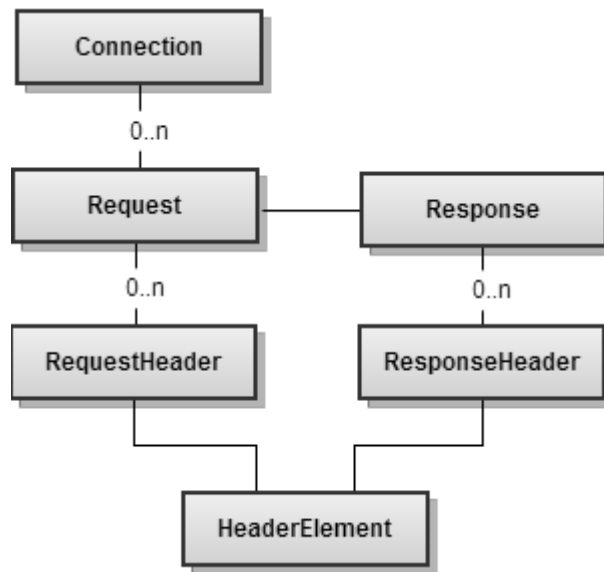 Connection
0..n
Request
Response
0..n
0..n
RequestHeader
ResponseHeader
HeaderElement